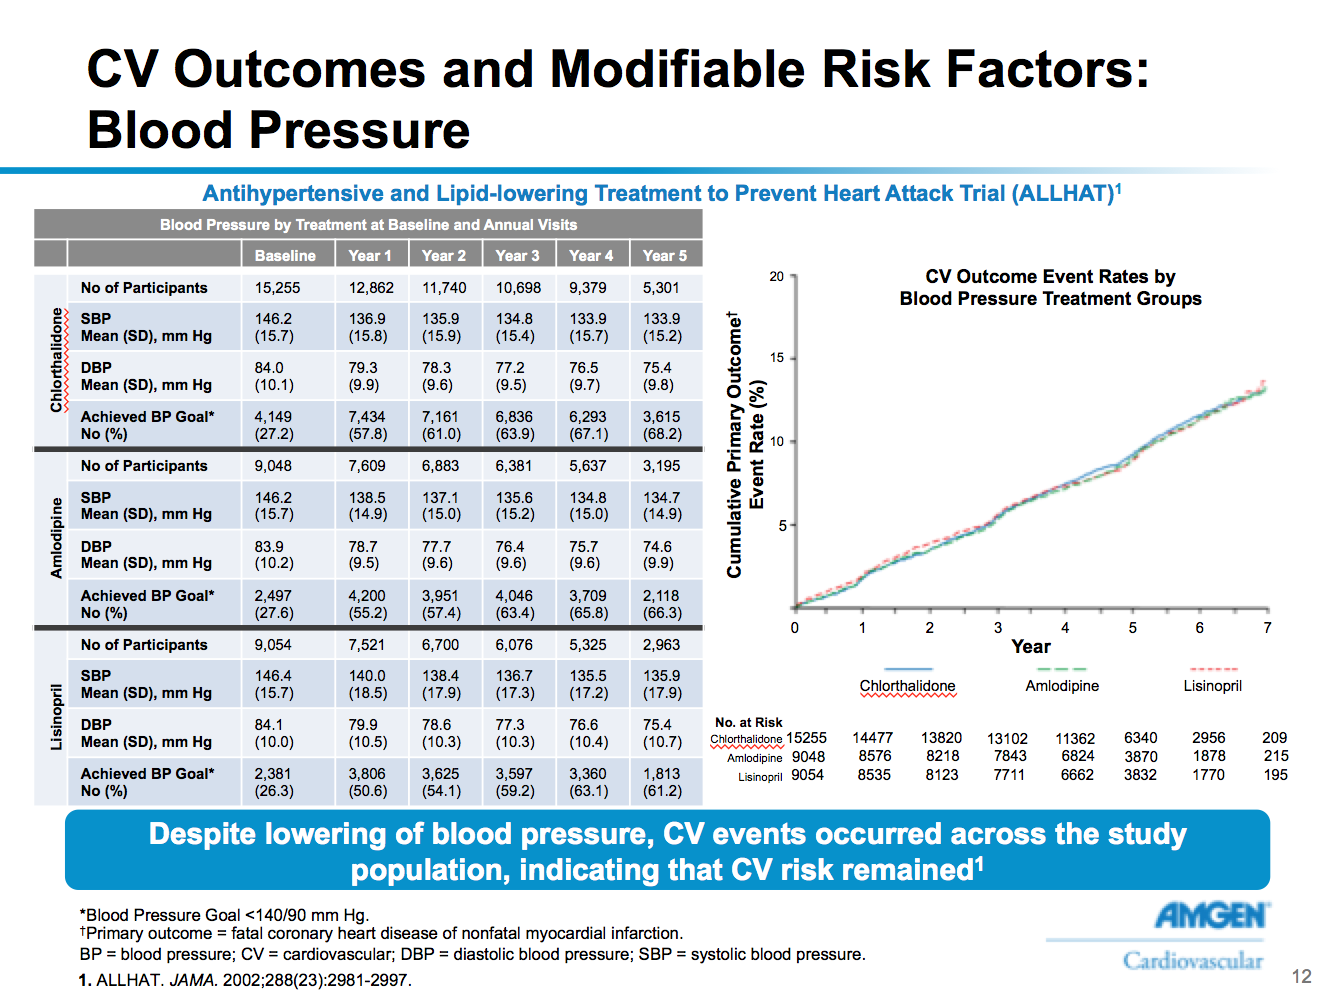 CV Outcomes and Modifiable Risk Factors:
Blood Pressure
Antihypertensive and Lipid-lowering Treatment to Prevent Heart Attack Trial (ALLHAT)¹
Blood Pressure by Treatment at Baseline and Annual Visits
Baseline Year 1 Year 2 Year 3 Year 4 Year 5
Chlorthalidone
No of Participants 15,255 12,862 11,740 10,698 9,379 5,301
SBP 146.2 136.9 135.9 134.8 133.9 133.9
Mean (SD), mm Hg (15.7) (15.8) (15.9) (15.4) (15.7) (15.2)
DBP 84.0 79.3 78.3 77.2 76.5 75.4
Mean (SD), mm Hg (10.1) (9.9) (9.6) (9.5) (9.7) (9.8)
Achieved BP Goal* 4,149 7,434 7,161 6,836 6,293 3,615
No (%) (27.2) (57.8) (61.0) (63.9) (67.1) (68.2)
Amlodipine
No of Participants 9,048 7,609 6,883 6,381 5,637 3,195
SBP 146.2 138.5 137.1 135.6 134.8 134.7
Mean (SD), mm Hg (15.7) (14.9) (15.0) (15.2) (15.0) (14.9)
DBP 83.9 78.7 77.7 76.4 75.7 74.6
Mean (SD), mm Hg (10.2) (9.5) (9.6) (9.6) (9.6) (9.9)
Achieved BP Goal* 2,497 4,200 3,951 4,046 3,709 2,118
No (%) (27.6) (55.2) (57.4) (63.4) (65.8) (66.3)
Lisinopril
No of Participants 9,054 7,521 6,700 6,076 5,325 2,963
SBP 146.4 140.0 138.4 136.7 135.5 135.9
Mean (SD), mm Hg (15.7) (18.5) (17.9) (17.3) (17.2) (17.9)
DBP 84.1 79.9 78.6 77.3 76.6 75.4
Mean (SD), mm Hg (10.0) (10.5) (10.3) (10.3) (10.4) (10.7)
Achieved BP Goal* 2,381 3,806 3,625 3,597 3,360 1,813
No (%) (26.3) (50.6) (54.1) (59.2) (63.1) (61.2)
CV Outcome Event Rates by
Blood Pressure Treatment Groups
Cumulative Primary Outcome†
Event Rate (%)
20
15
10
5
0 1 2 3 4 5 6 7
Year
Chlorthalidone Amlodipine Lisinopril
No. at Risk
Chlorthalidone 15255 14477 13820 13102 11362 6340 2956 209
Amlodipine 9048 8576 8218 7843 6824 3870 1878 215
Lisinopril 9054 8535 8123 7711 6662 3832 1770 195
Despite lowering of blood pressure, CV events occurred across the study
population, indicating that CV risk remained¹
*Blood Pressure Goal <140/90 mm Hg.
†Primary outcome = fatal coronary heart disease of nonfatal myocardial infarction.
BP = blood pressure; CV = cardiovascular; DBP = diastolic blood pressure; SBP = systolic blood pressure.
1. ALLHAT. JAMA. 2002;288(23):2981-2997.
AMGEN
Cardiovascular
12